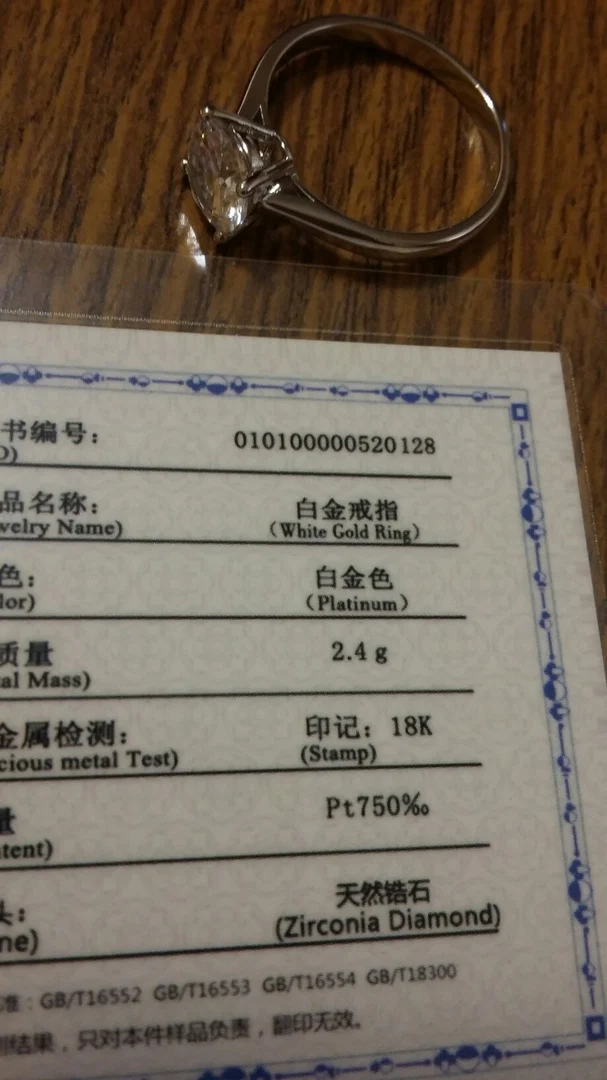 书编号： 010100000520128
D)
品名称： 白金戒指
welry Name) （White Gold Ring）
色： 白金色
lor) （Platinum）
质量 2.4 g
al Mass)
金属检测： 印记：18K
cious metal Test) (Stamp)
量 Pt750‰
tent)
头： 天然锆石
ne) (Zirconia Diamond)
准：GB/T16552 GB/T16553 GB/T16554 GB/T18300
测结果，只对本件样品负责，翻印无效。